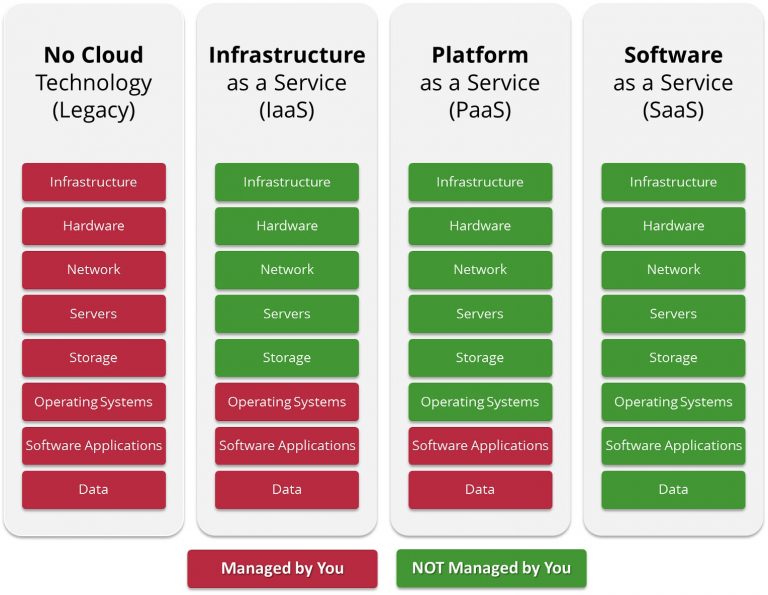 No Cloud
Technology
(Legacy)
Infrastructure
Hardware
Network
Servers
Storage
Operating Systems
Software Applications
Data
Infrastructure
as a Service
(IaaS)
Infrastructure
Hardware
Network
Servers
Storage
Operating Systems
Software Applications
Data
Platform
as a Service
(PaaS)
Infrastructure
Hardware
Network
Servers
Storage
Operating Systems
Software Applications
Data
Software
as a Service
(SaaS)
Infrastructure
Hardware
Network
Servers
Storage
Operating Systems
Software Applications
Data
Managed by You
NOT Managed by You